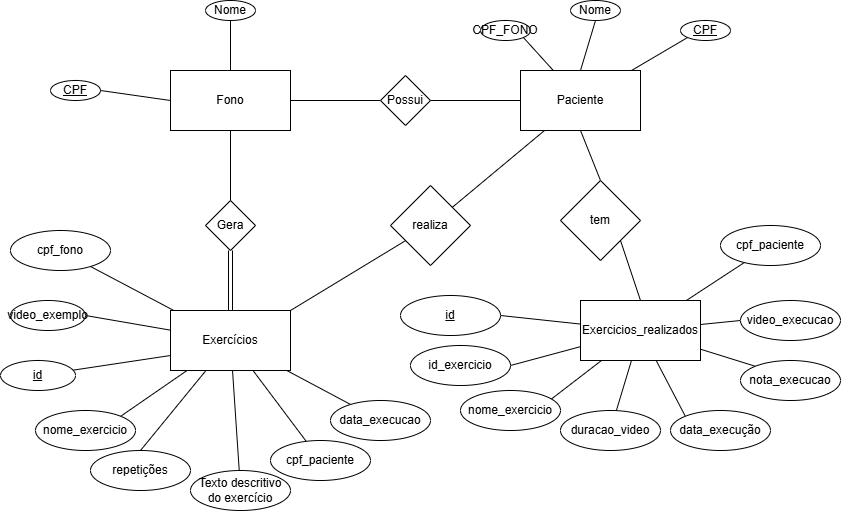 Nome
Nome
CPF_FONO
CPF
CPF
Fono
Possui
Paciente
Gera
realiza
tem
cpf_fono
cpf_paciente
video_exemplo
id
video_execucao
Exercícios
Exercicios_realizados
id
id_exercicio
nota_execucao
nome_exercicio
data_execucao
nome_exercicio
duracao_video
data_execução
repetições
cpf_paciente
Texto descritivo
do exercício